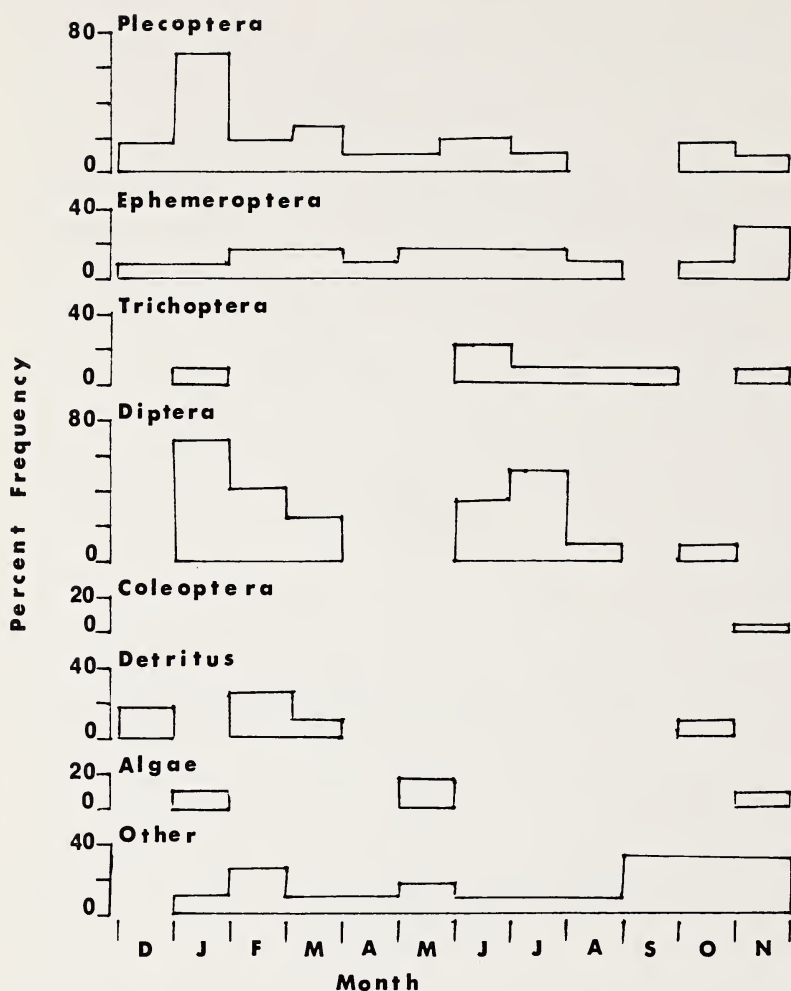 Plecoptera
80
0
Ephemeroptera
40
0
Trichoptera
40
0
Diptera
80
0
Coleoptera
20
0
Detritus
40
0
Algae
20
0
Other
40
0
Percent Frequency
D J F M A M J J A S O N
Month